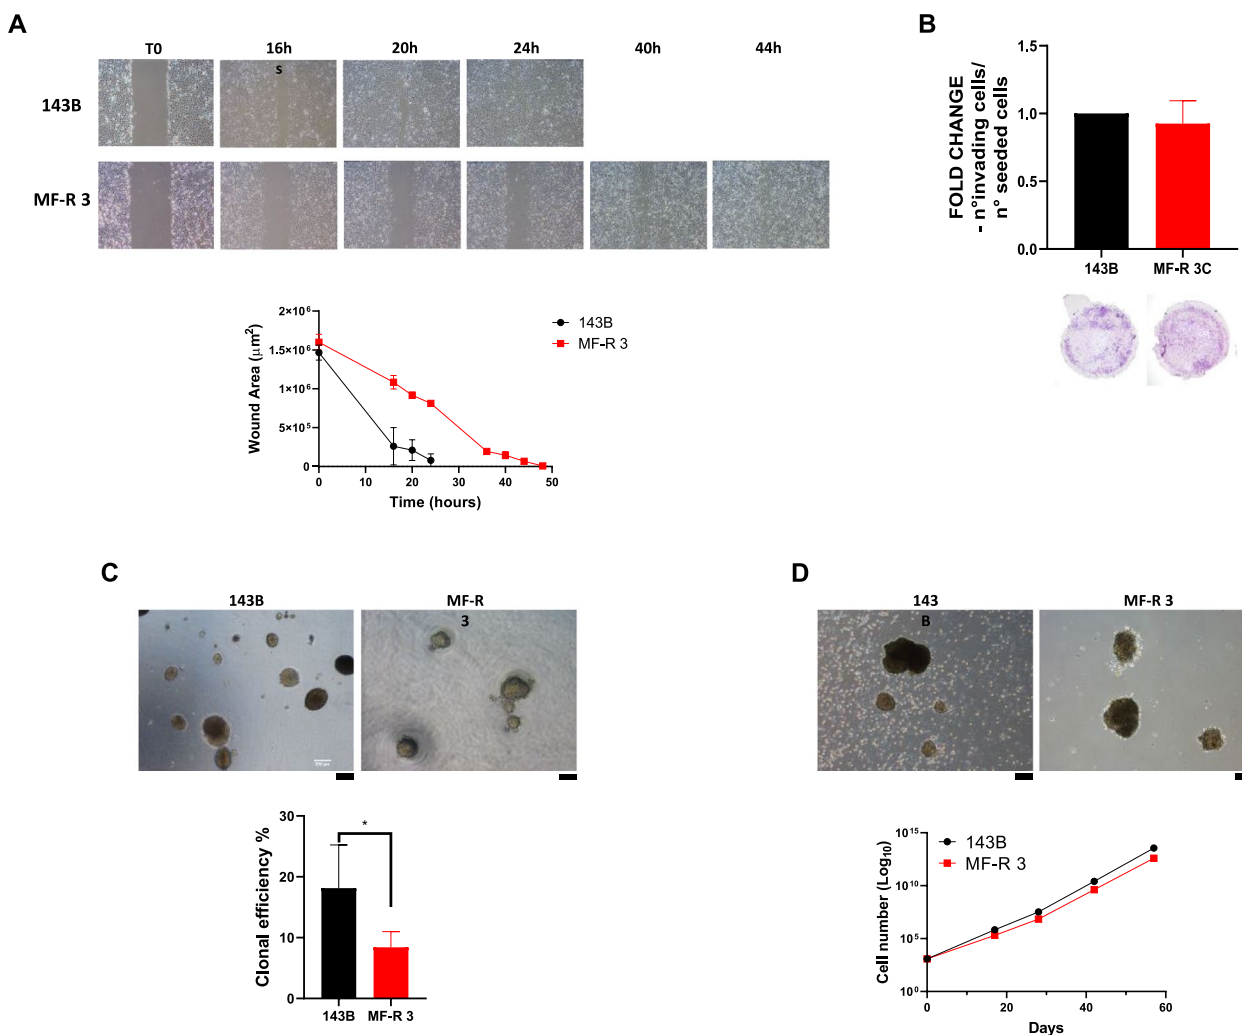 A
T0 16h 20h 24h 40h 44h
s
143B
MF-R 3
2×10⁶
1.5×10⁶
1×10⁶
5×10⁵
0
Wound Area (μm²)
0 10 20 30 40 50
Time (hours)
143B
MF-R 3
B
FOLD CHANGE
- n°invading cells/
n° seeded cells
1.5
1.0
0.5
0.0
143B MF-R 3C
C
143B MF-R
3
Clonal efficiency %
30
20
10
0
*
143B MF-R 3
D
143 MF-R 3
B
Cell number (Log₁₀)
10¹⁵
10¹⁰
10⁵
10⁰
143B
MF-R 3
0 20 40 60
Days